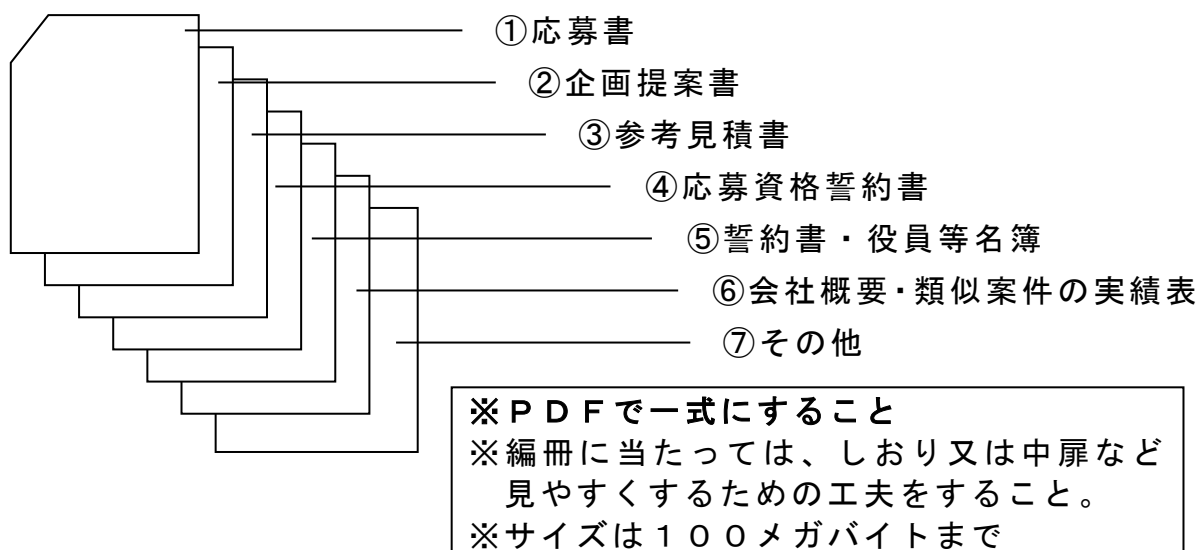 ①応募書
②企画提案書
③参考見積書
④応募資格誓約書
⑤誓約書・役員等名簿
⑥会社概要・類似案件の実績表
⑦その他
※ＰＤＦで一式にすること
※編冊に当たっては、しおり又は中扉など
見やすくするための工夫をすること。
※サイズは１００メガバイトまで